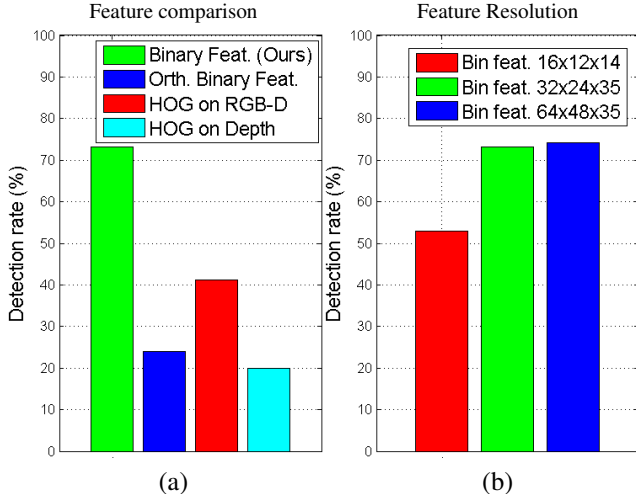 Feature comparison
100
90
80
70
60
50
40
30
20
10
0
Detection rate (%)
Binary Feat. (Ours)
Orth. Binary Feat.
HOG on RGB-D
HOG on Depth
(a)
Feature Resolution
100
90
80
70
60
50
40
30
20
10
0
Detection rate (%)
Bin feat. 16x12x14
Bin feat. 32x24x35
Bin feat. 64x48x35
(b)